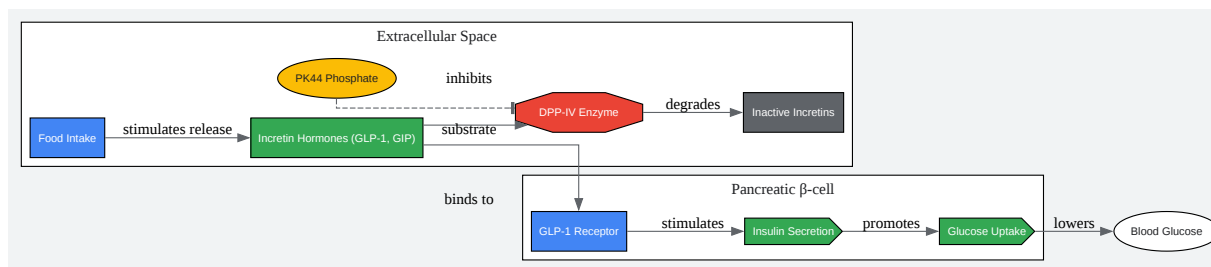 Extracellular Space
PK44 Phosphate
inhibits
DPP-IV Enzyme
degrades
Inactive Incretins
Food Intake
stimulates release
Incretin Hormones (GLP-1, GIP)
substrate
binds to
Pancreatic β-cell
GLP-1 Receptor
stimulates
Insulin Secretion
promotes
Glucose Uptake
lowers
Blood Glucose